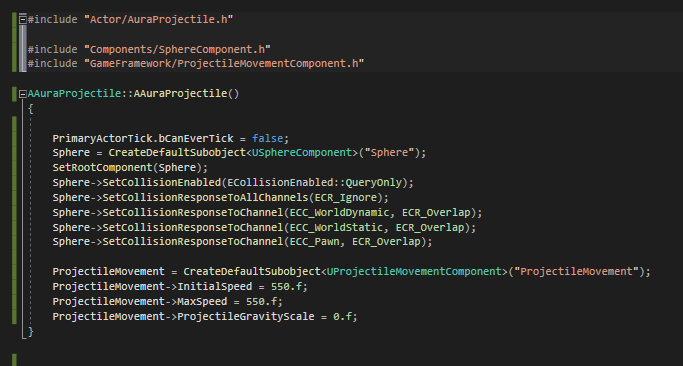 #include "Actor/AuraProjectile.h"
#include "Components/SphereComponent.h"
#include "GameFramework/ProjectileMovementComponent.h"
AAuraProjectile::AAuraProjectile()
{
PrimaryActorTick.bCanEverTick = false;
Sphere = CreateDefaultSubobject<USphereComponent>("Sphere");
SetRootComponent(Sphere);
Sphere->SetCollisionEnabled(ECollisionEnabled::QueryOnly);
Sphere->SetCollisionResponseToAllChannels(ECR_Ignore);
Sphere->SetCollisionResponseToChannel(ECC_WorldDynamic, ECR_Overlap);
Sphere->SetCollisionResponseToChannel(ECC_WorldStatic, ECR_Overlap);
Sphere->SetCollisionResponseToChannel(ECC_Pawn, ECR_Overlap);
ProjectileMovement = CreateDefaultSubobject<UProjectileMovementComponent>("ProjectileMovement");
ProjectileMovement->InitialSpeed = 550.f;
ProjectileMovement->MaxSpeed = 550.f;
ProjectileMovement->ProjectileGravityScale = 0.f;
}